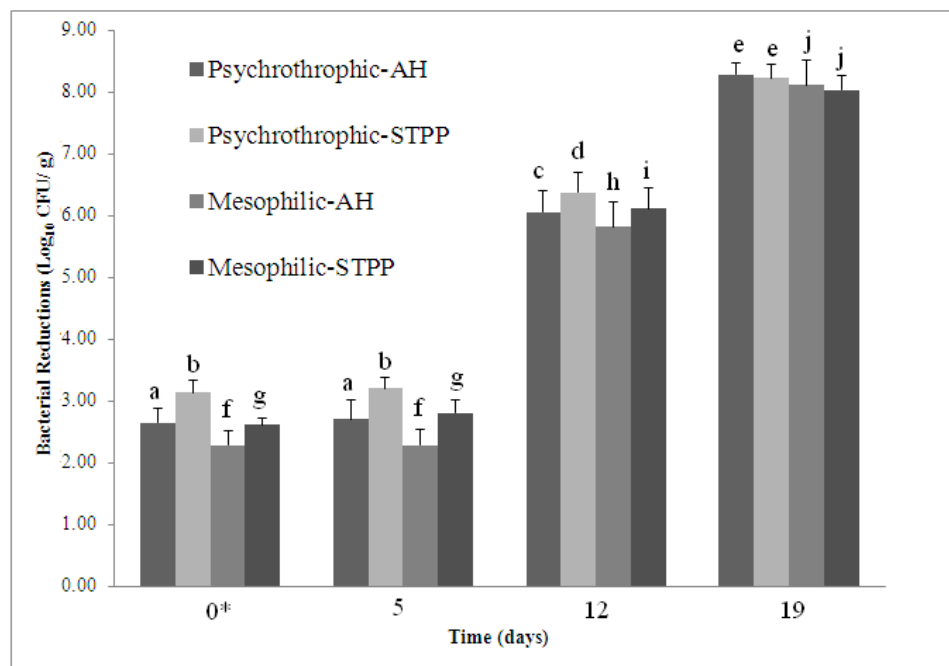 9.00
8.00
7.00
6.00
5.00
4.00
3.00
2.00
1.00
0.00
Bacterial Reductions (Log10 CFU/ g)
Psychrothrophic-AH
Psychrothrophic-STPP
Mesophilic-AH
Mesophilic-STPP
a b f g
a b f g
c d h i
e e j j
0* 5 12 19
Time (days)